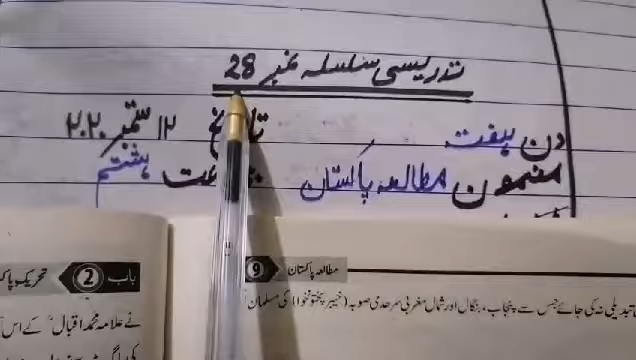 تدریسی سلسلہ نمبر 28
دن ہفت تاریخ ۱۲ ستمبر ۲۰۲۰
مضمون مطالعہ پاکستان جماعت ہشتم
مطالعہ پاکستان 9
تبدیلی نہ کی جائے جس سے پنجاب، بنگال اور شمال مغربی سرحدی صوبہ (خیبر پختونخوا) کی مسلمان
باب 2 تحریک پاک
نے علامہ محمد اقبالؒ کے اس